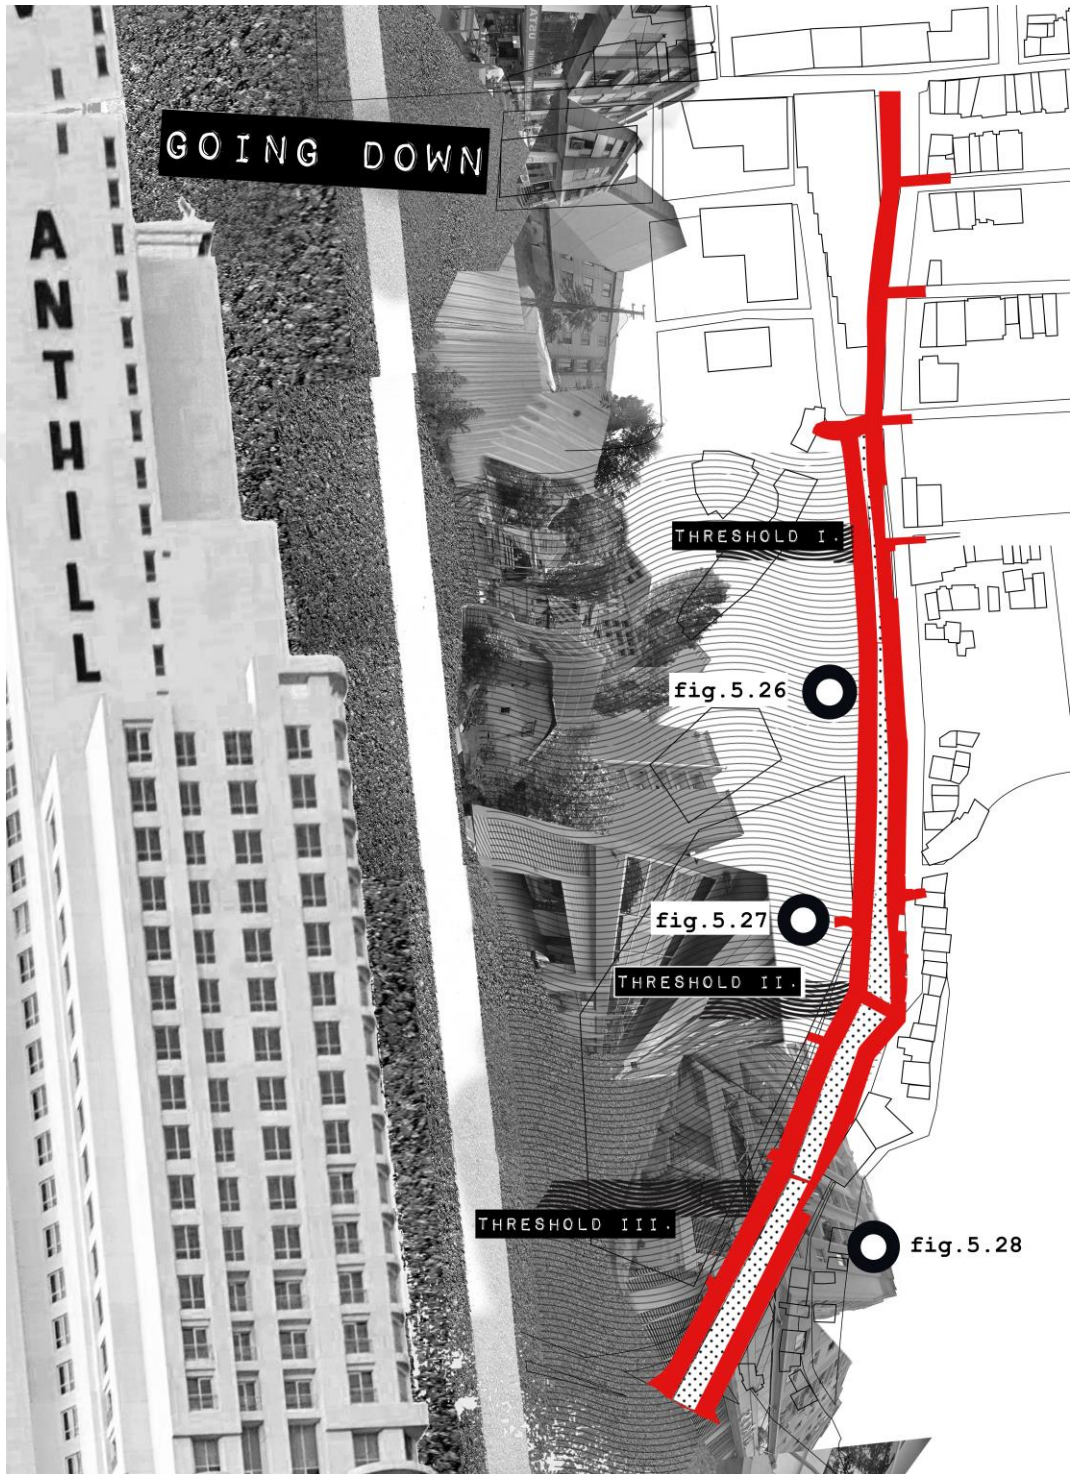 GOING DOWN
ANTHILL
THRESHOLD I.
fig.5.26
fig.5.27
THRESHOLD II.
THRESHOLD III.
fig.5.28